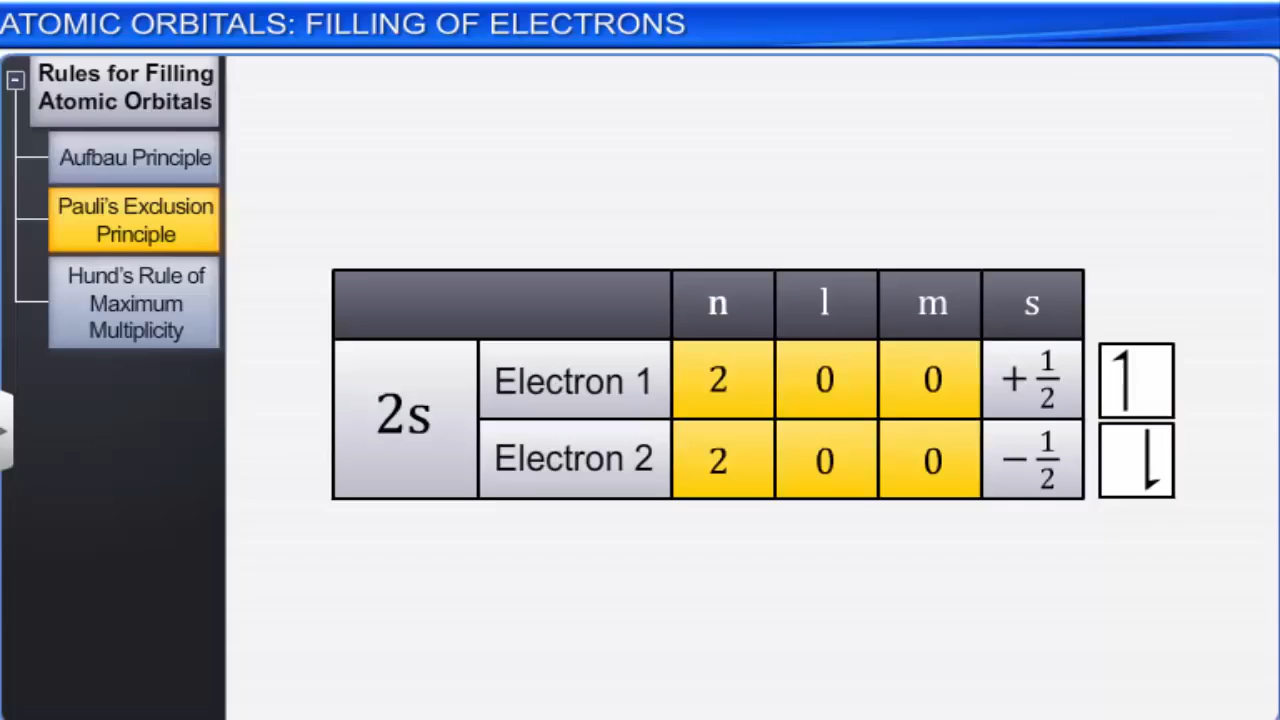 ATOMIC ORBITALS: FILLING OF ELECTRONS
Rules for Filling
Atomic Orbitals
Aufbau Principle
Pauli’s Exclusion
Principle
Hund’s Rule of
Maximum
Multiplicity
n l m s
2s
Electron 1 2 0 0 +1/2
Electron 2 2 0 0 −1/2